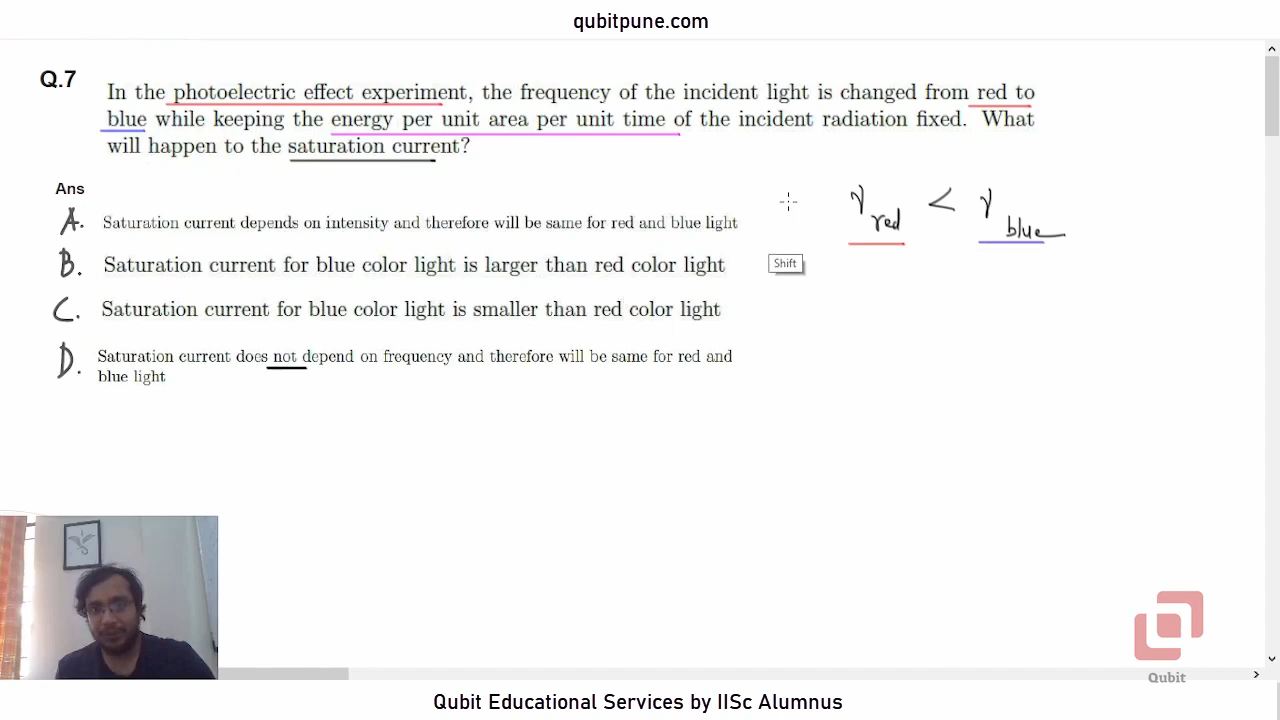 qubitpune.com
Q.7
In the photoelectric effect experiment, the frequency of the incident light is changed from red to
blue while keeping the energy per unit area per unit time of the incident radiation fixed. What
will happen to the saturation current?
Ans
A. Saturation current depends on intensity and therefore will be same for red and blue light
ν red < ν blue
B. Saturation current for blue color light is larger than red color light
Shift
C. Saturation current for blue color light is smaller than red color light
D. Saturation current does not depend on frequency and therefore will be same for red and
blue light
Qubit
Qubit Educational Services by IISc Alumnus